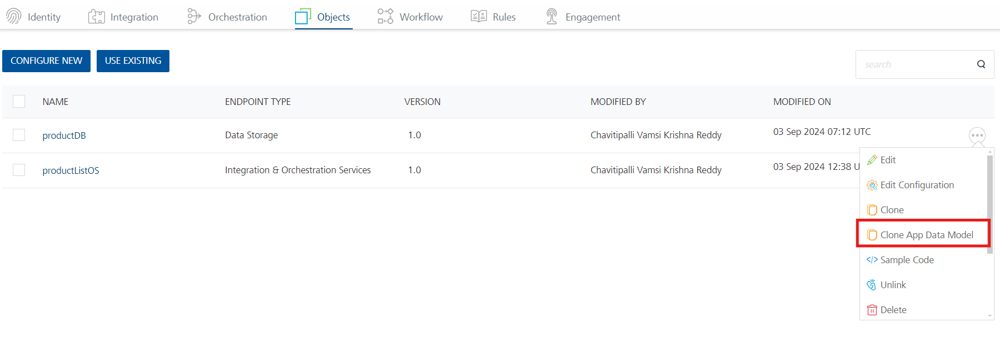 Identity Integration Orchestration Objects Workflow Rules Engagement
CONFIGURE NEW USE EXISTING search
NAME ENDPOINT TYPE VERSION MODIFIED BY MODIFIED ON
productDB Data Storage 1.0 Chavitipalli Vamsi Krishna Reddy 03 Sep 2024 07:12 UTC
productListOS Integration & Orchestration Services 1.0 Chavitipalli Vamsi Krishna Reddy 03 Sep 2024 12:38 U
Edit
Edit Configuration
Clone
Clone App Data Model
Sample Code
Unlink
Delete